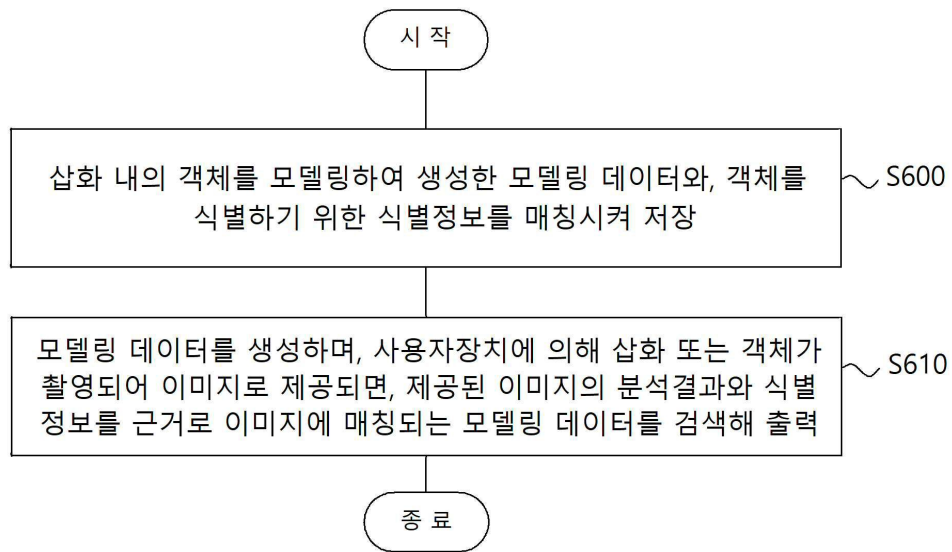 시 작
삽화 내의 객체를 모델링하여 생성한 모델링 데이터와, 객체를
식별하기 위한 식별정보를 매칭시켜 저장
S600
모델링 데이터를 생성하며, 사용자장치에 의해 삽화 또는 객체가
촬영되어 이미지로 제공되면, 제공된 이미지의 분석결과와 식별
정보를 근거로 이미지에 매칭되는 모델링 데이터를 검색해 출력
S610
종 료